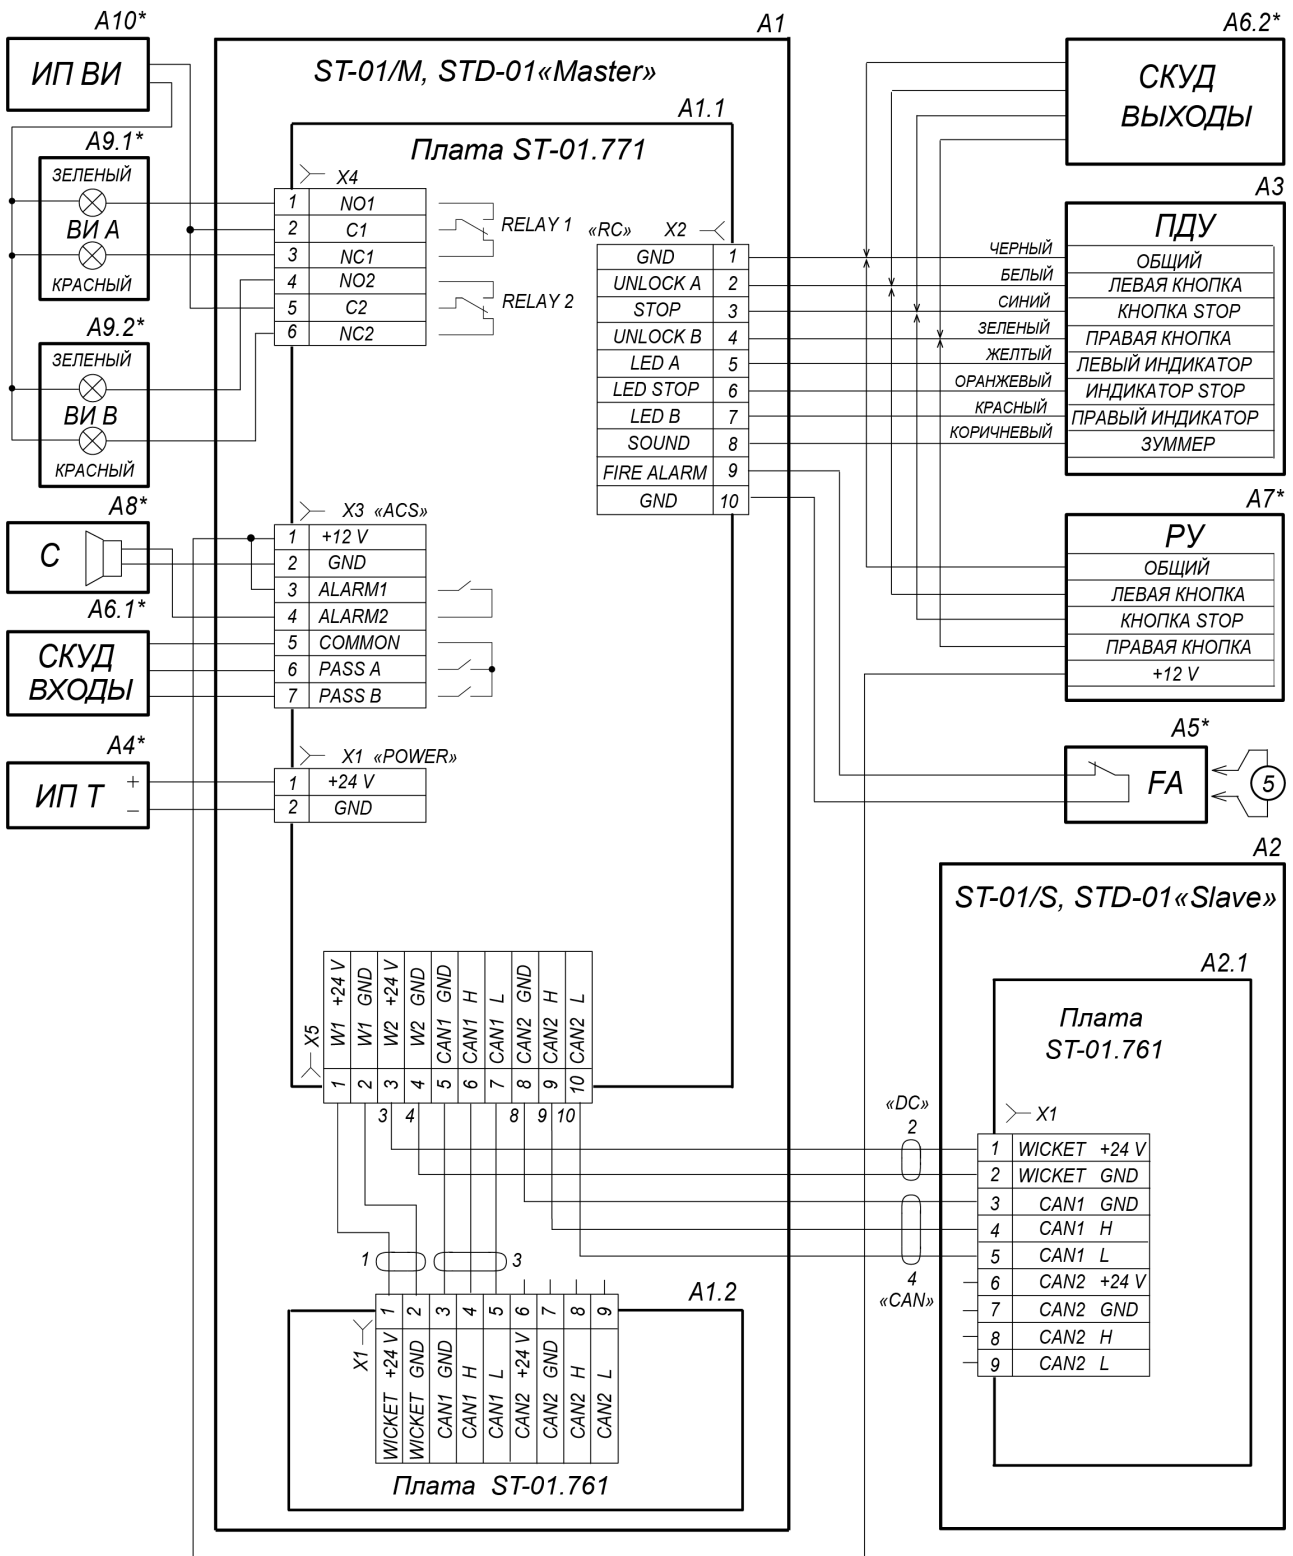 A10*
ИП ВИ
A9.1*
ЗЕЛЕНЫЙ
ВИ А
КРАСНЫЙ
A9.2*
ЗЕЛЕНЫЙ
ВИ В
КРАСНЫЙ
A8*
С
A6.1*
СКУД
ВХОДЫ
A4*
ИП Т
+
–
A1
ST-01/M, STD-01«Master»
A1.1
Плата ST-01.771
X4
1 NO1
2 C1
3 NC1
4 NO2
5 C2
6 NC2
RELAY 1
RELAY 2
X3 «ACS»
1 +12 V
2 GND
3 ALARM1
4 ALARM2
5 COMMON
6 PASS A
7 PASS B
X1 «POWER»
1 +24 V
2 GND
«RC» X2
GND 1
UNLOCK A 2
STOP 3
UNLOCK B 4
LED A 5
LED STOP 6
LED B 7
SOUND 8
FIRE ALARM 9
GND 10
ЧЕРНЫЙ
БЕЛЫЙ
СИНИЙ
ЗЕЛЕНЫЙ
ЖЕЛТЫЙ
ОРАНЖЕВЫЙ
КРАСНЫЙ
КОРИЧНЕВЫЙ
A6.2*
СКУД
ВЫХОДЫ
A3
ПДУ
ОБЩИЙ
ЛЕВАЯ КНОПКА
КНОПКА STOP
ПРАВАЯ КНОПКА
ЛЕВЫЙ ИНДИКАТОР
ИНДИКАТОР STOP
ПРАВЫЙ ИНДИКАТОР
ЗУММЕР
A7*
РУ
ОБЩИЙ
ЛЕВАЯ КНОПКА
КНОПКА STOP
ПРАВАЯ КНОПКА
+12 V
A5*
FA
5
X5
1 W1 +24 V
2 W1 GND
3 W2 +24 V
4 W2 GND
5 CAN1 GND
6 CAN1 H
7 CAN1 L
8 CAN2 GND
9 CAN2 H
10 CAN2 L
3 4 8 9 10
1
3
A1.2
X1
1 WICKET +24 V
2 WICKET GND
3 CAN1 GND
4 CAN1 H
5 CAN1 L
6 CAN2 +24 V
7 CAN2 GND
8 CAN2 H
9 CAN2 L
Плата ST-01.761
«DC»
2
4
«CAN»
A2
ST-01/S, STD-01«Slave»
A2.1
Плата
ST-01.761
X1
1 WICKET +24 V
2 WICKET GND
3 CAN1 GND
4 CAN1 H
5 CAN1 L
6 CAN2 +24 V
7 CAN2 GND
8 CAN2 H
9 CAN2 L